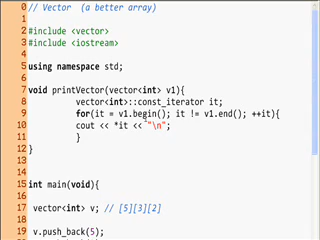 0 // Vector  (a better array)
1
2 #include <vector>
3 #include <iostream>
4
5 using namespace std;
6
7 void printVector(vector<int> v1){
8 vector<int>::const_iterator it;
9 for(it = v1.begin(); it != v1.end(); ++it){
10 cout << *it << "\n";
11 }
12 }
13
14
15 int main(void){
16
17 vector<int> v; // [5][3][2]
18
19 v.push_back(5);